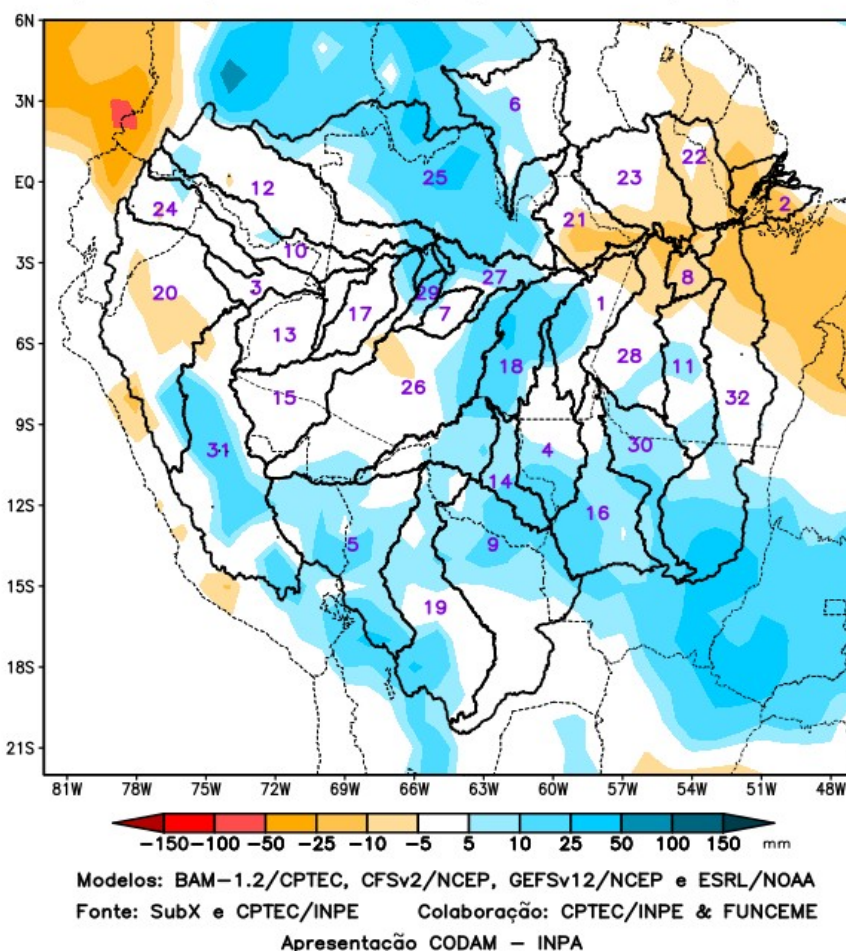 6N
3N
EQ
3S
6S
9S
12S
15S
18S
21S
6
25
12
24
10
3
20
13
17
29
7
27
15
26
18
31
5
19
9
14
4
16
30
28
1
21
23
22
2
8
11
32
81W 78W 75W 72W 69W 66W 63W 60W 57W 54W 51W 48W
-150 -100 -50 -25 -10 -5 5 10 25 50 100 150 mm
Modelos: BAM-1.2/CPTEC, CFSv2/NCEP, GEFSv12/NCEP e ESRL/NOAA
Fonte: SubX e CPTEC/INPE Colaboração: CPTEC/INPE & FUNCEME
Apresentação CODAM - INPA